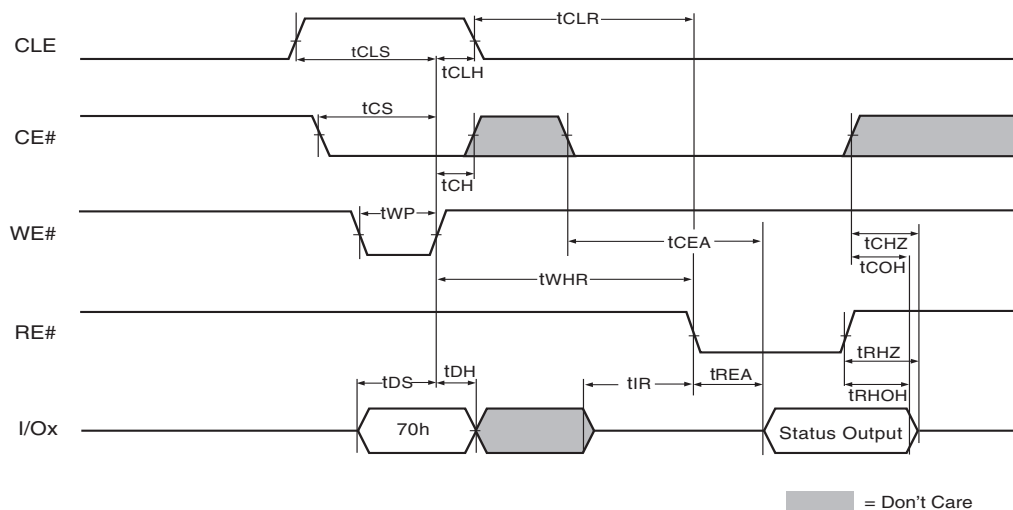 tCLR
CLE
tCLS
tCLH
tCS
CE#
tCH
tWP
WE#
tCEA
tCHZ
tCOH
tWHR
RE#
tRHZ
tDS
tDH
tIR
tREA
tRHOH
I/Ox
70h
Status Output
= Don't Care